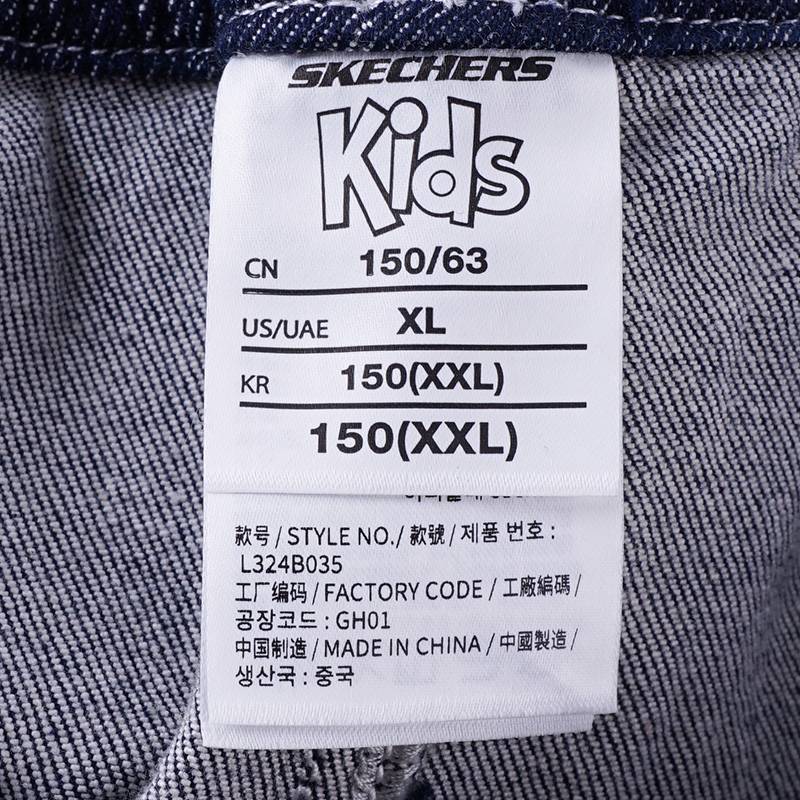 SKECHERS
Kids
CN 150/63
US/UAE XL
KR 150(XXL)
150(XXL)
款号 / STYLE NO./ 款號 / 제품 번호 :
L324B035
工厂编码 / FACTORY CODE / 工廠編碼 /
공장코드 : GH01
中国制造 / MADE IN CHINA / 中國製造 /
생산국 : 중국